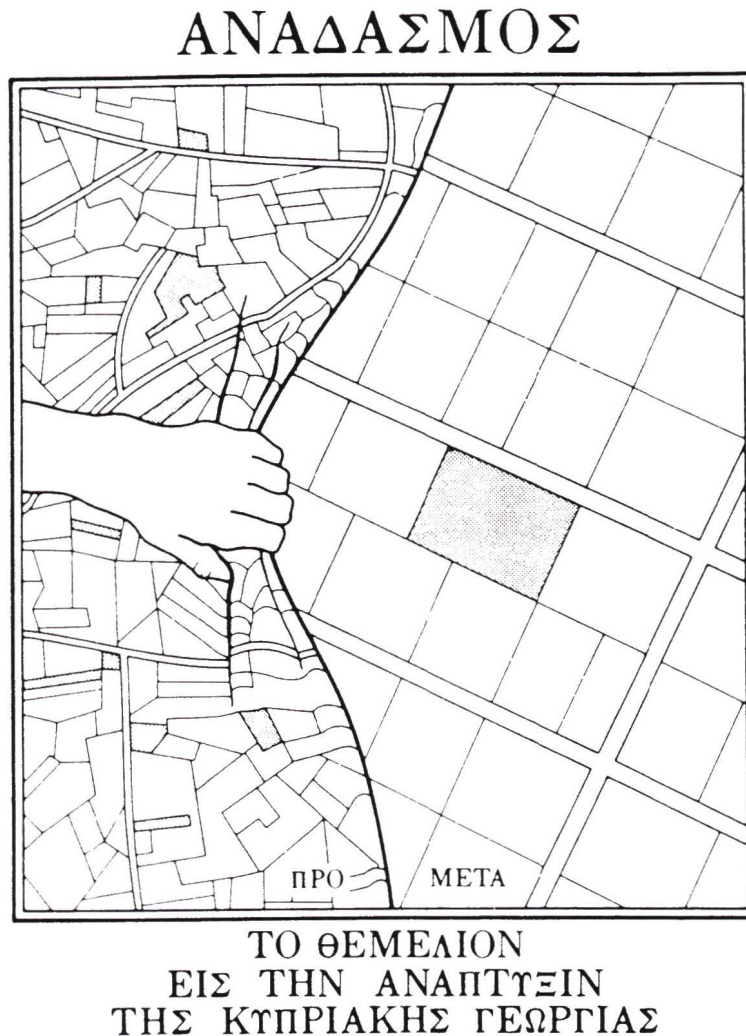 ΑΝΑΔΑΣΜΟΣ
ΠΡΟ ΜΕΤΑ
ΤΟ ΘΕΜΕΛΙΟΝ
ΕΙΣ ΤΗΝ ΑΝΑΠΤΥΞΙΝ
ΤΗΣ ΚΥΠΡΙΑΚΗΣ ΓΕΩΡΓΙΑΣ